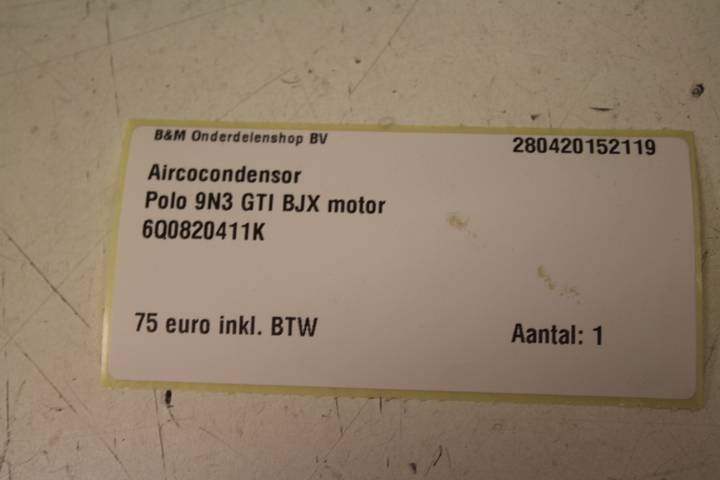 B&M Onderdelenshop BV
280420152119
Aircocondensor
Polo 9N3 GTI BJX motor
6Q0820411K
75 euro inkl. BTW
Aantal: 1